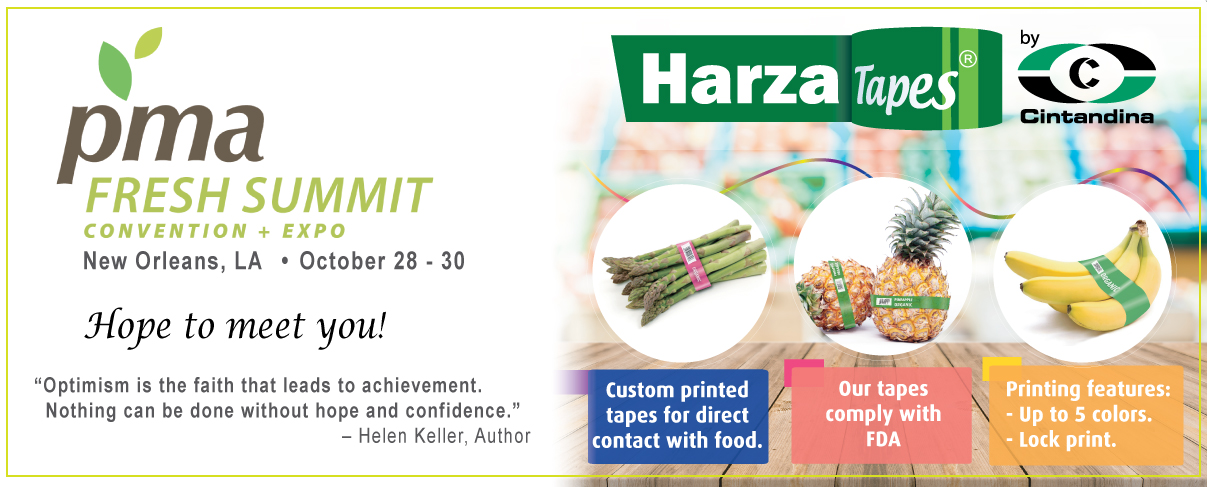 pma
FRESH SUMMIT
CONVENTION + EXPO
New Orleans, LA • October 28 - 30
Hope to meet you!
“Optimism is the faith that leads to achievement.
Nothing can be done without hope and confidence.”
– Helen Keller, Author
Harza Tapes®
by
C
Cintandina
PINEAPPLE
ORGANIC
ORGANIC
Custom printed
tapes for direct
contact with food.
Our tapes
comply with
FDA
Printing features:
- Up to 5 colors.
- Lock print.